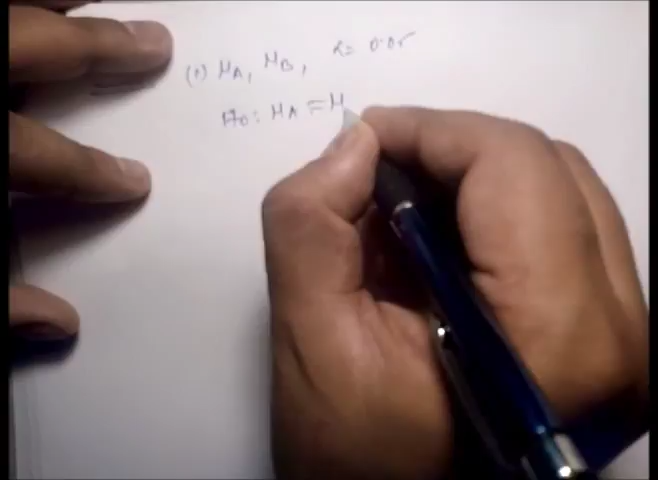 (1) μA, μB, α = 0.05
H0: μA = μ